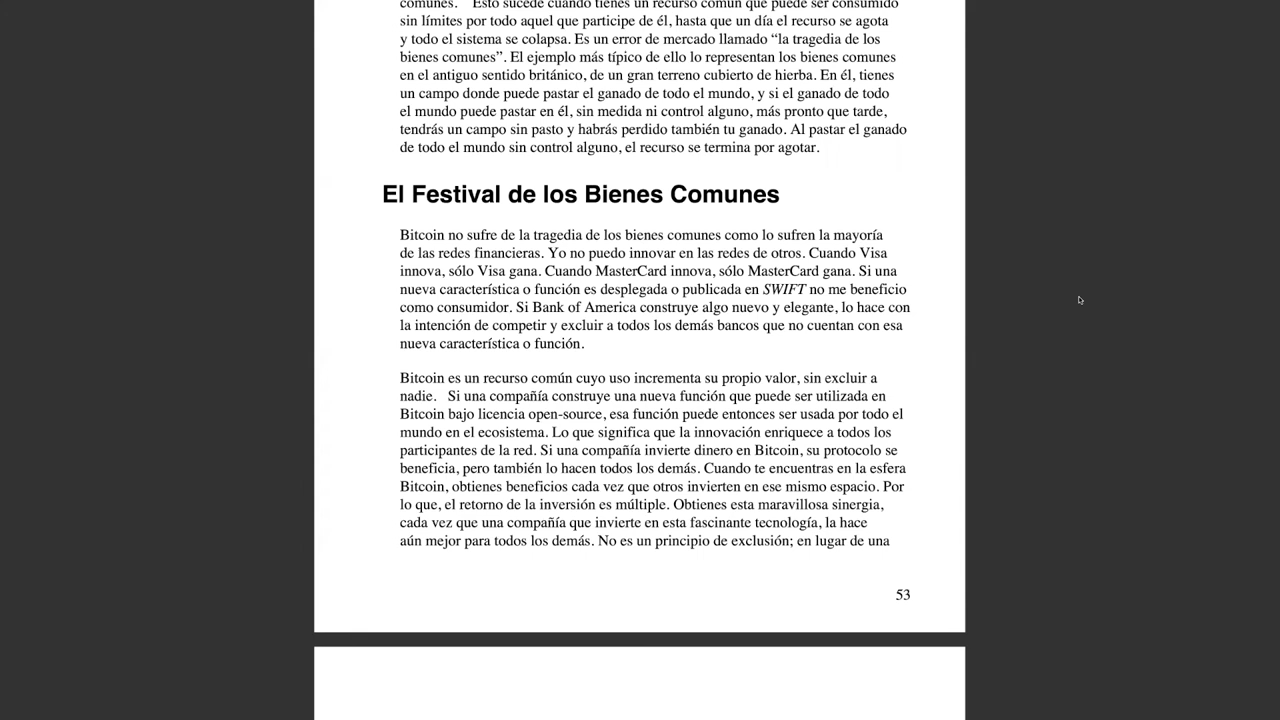 comunes.   Esto sucede cuando tienes un recurso común que puede ser consumido
sin límites por todo aquel que participe de él, hasta que un día el recurso se agota
y todo el sistema se colapsa. Es un error de mercado llamado “la tragedia de los
bienes comunes”. El ejemplo más típico de ello lo representan los bienes comunes
en el antiguo sentido británico, de un gran terreno cubierto de hierba. En él, tienes
un campo donde puede pastar el ganado de todo el mundo, y si el ganado de todo
el mundo puede pastar en él, sin medida ni control alguno, más pronto que tarde,
tendrás un campo sin pasto y habrás perdido también tu ganado. Al pastar el ganado
de todo el mundo sin control alguno, el recurso se termina por agotar.
El Festival de los Bienes Comunes
Bitcoin no sufre de la tragedia de los bienes comunes como lo sufren la mayoría
de las redes financieras. Yo no puedo innovar en las redes de otros. Cuando Visa
innova, sólo Visa gana. Cuando MasterCard innova, sólo MasterCard gana. Si una
nueva característica o función es desplegada o publicada en SWIFT no me beneficio
como consumidor. Si Bank of America construye algo nuevo y elegante, lo hace con
la intención de competir y excluir a todos los demás bancos que no cuentan con esa
nueva característica o función.
Bitcoin es un recurso común cuyo uso incrementa su propio valor, sin excluir a
nadie.   Si una compañía construye una nueva función que puede ser utilizada en
Bitcoin bajo licencia open-source, esa función puede entonces ser usada por todo el
mundo en el ecosistema. Lo que significa que la innovación enriquece a todos los
participantes de la red. Si una compañía invierte dinero en Bitcoin, su protocolo se
beneficia, pero también lo hacen todos los demás. Cuando te encuentras en la esfera
Bitcoin, obtienes beneficios cada vez que otros invierten en ese mismo espacio. Por
lo que, el retorno de la inversión es múltiple. Obtienes esta maravillosa sinergia,
cada vez que una compañía que invierte en esta fascinante tecnología, la hace
aún mejor para todos los demás. No es un principio de exclusión; en lugar de una
53